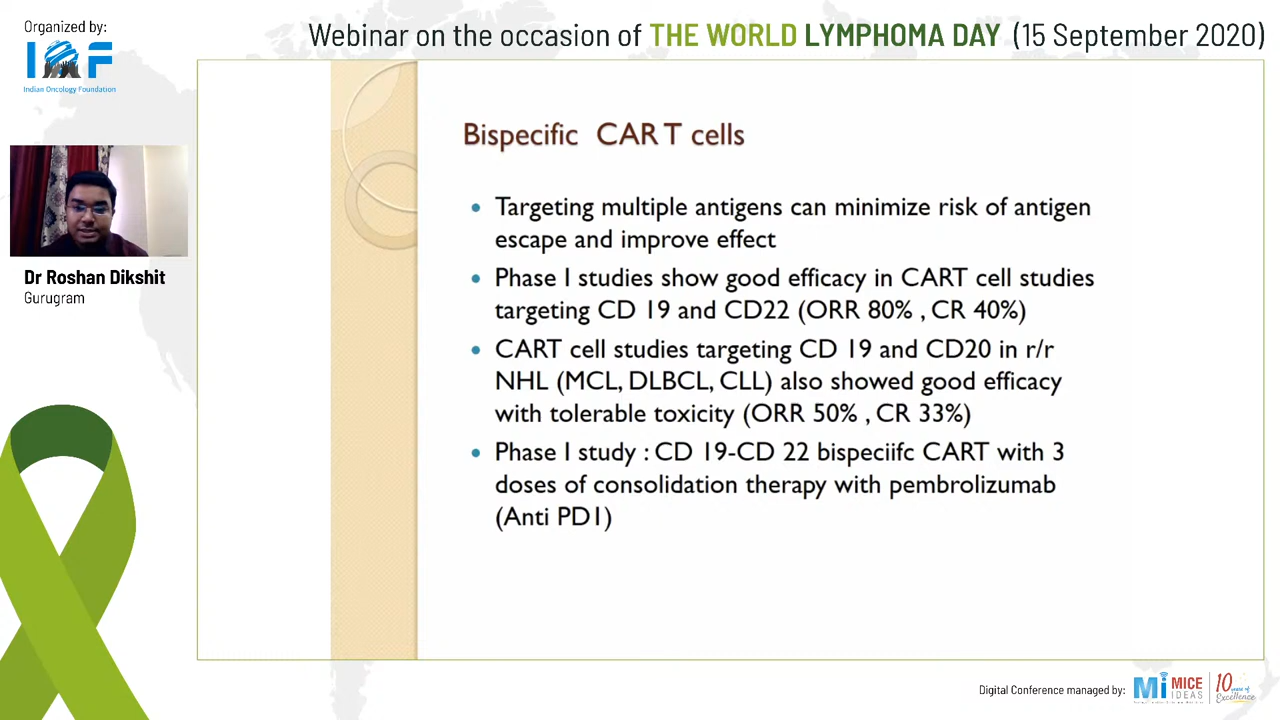 Organized by:
IOF
Indian Oncology Foundation
Webinar on the occasion of THE WORLD LYMPHOMA DAY (15 September 2020)
Dr Roshan Dikshit
Gurugram
Bispecific CAR T cells
• Targeting multiple antigens can minimize risk of antigen
escape and improve effect
• Phase I studies show good efficacy in CART cell studies
targeting CD 19 and CD22 (ORR 80% , CR 40%)
• CART cell studies targeting CD 19 and CD20 in r/r
NHL (MCL, DLBCL, CLL) also showed good efficacy
with tolerable toxicity (ORR 50% , CR 33%)
• Phase I study : CD 19-CD 22 bispeciifc CART with 3
doses of consolidation therapy with pembrolizumab
(Anti PD1)
Digital Conference managed by:
Mi MICE
IDEAS
10 years of
Excellence